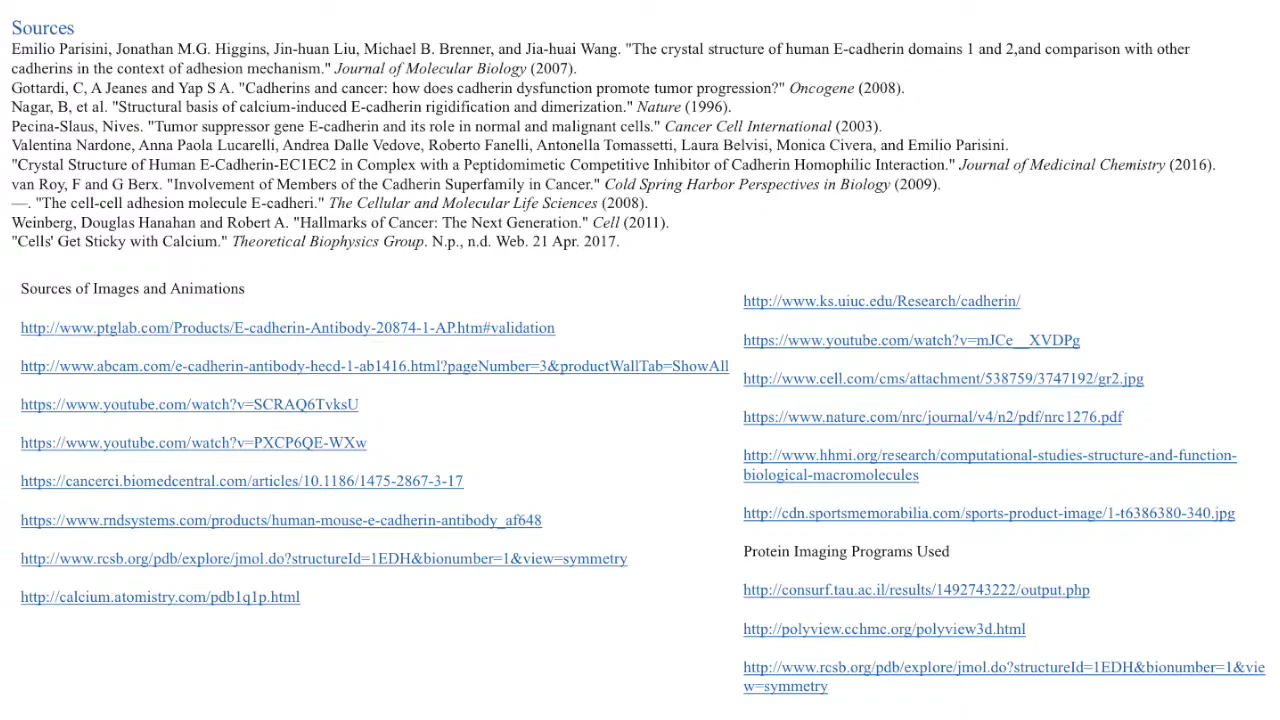 Sources
Emilio Parisini, Jonathan M.G. Higgins, Jin-huan Liu, Michael B. Brenner, and Jia-huai Wang. "The crystal structure of human E-cadherin domains 1 and 2,and comparison with other
cadherins in the context of adhesion mechanism." Journal of Molecular Biology (2007).
Gottardi, C, A Jeanes and Yap S A. "Cadherins and cancer: how does cadherin dysfunction promote tumor progression?" Oncogene (2008).
Nagar, B, et al. "Structural basis of calcium-induced E-cadherin rigidification and dimerization." Nature (1996).
Pecina-Slaus, Nives. "Tumor suppressor gene E-cadherin and its role in normal and malignant cells." Cancer Cell International (2003).
Valentina Nardone, Anna Paola Lucarelli, Andrea Dalle Vedove, Roberto Fanelli, Antonella Tomassetti, Laura Belvisi, Monica Civera, and Emilio Parisini.
"Crystal Structure of Human E-Cadherin-EC1EC2 in Complex with a Peptidomimetic Competitive Inhibitor of Cadherin Homophilic Interaction." Journal of Medicinal Chemistry (2016).
van Roy, F and G Berx. "Involvement of Members of the Cadherin Superfamily in Cancer." Cold Spring Harbor Perspectives in Biology (2009).
—. "The cell-cell adhesion molecule E-cadheri." The Cellular and Molecular Life Sciences (2008).
Weinberg, Douglas Hanahan and Robert A. "Hallmarks of Cancer: The Next Generation." Cell (2011).
"Cells' Get Sticky with Calcium." Theoretical Biophysics Group. N.p., n.d. Web. 21 Apr. 2017.
Sources of Images and Animations
http://www.ptglab.com/Products/E-cadherin-Antibody-20874-1-AP.htm#validation
http://www.abcam.com/e-cadherin-antibody-hecd-1-ab1416.html?pageNumber=3&productWallTab=ShowAll
https://www.youtube.com/watch?v=SCRAQ6TvksU
https://www.youtube.com/watch?v=PXCP6QE-WXw
https://cancerci.biomedcentral.com/articles/10.1186/1475-2867-3-17
https://www.rndsystems.com/products/human-mouse-e-cadherin-antibody_af648
http://www.rcsb.org/pdb/explore/jmol.do?structureId=1EDH&bionumber=1&view=symmetry
http://calcium.atomistry.com/pdb1q1p.html
http://www.ks.uiuc.edu/Research/cadherin/
https://www.youtube.com/watch?v=mJCe__XVDPg
http://www.cell.com/cms/attachment/538759/3747192/gr2.jpg
https://www.nature.com/nrc/journal/v4/n2/pdf/nrc1276.pdf
http://www.hhmi.org/research/computational-studies-structure-and-function-
biological-macromolecules
http://cdn.sportsmemorabilia.com/sports-product-image/1-t6386380-340.jpg
Protein Imaging Programs Used
http://consurf.tau.ac.il/results/1492743222/output.php
http://polyview.cchmc.org/polyview3d.html
http://www.rcsb.org/pdb/explore/jmol.do?structureId=1EDH&bionumber=1&vie
w=symmetry